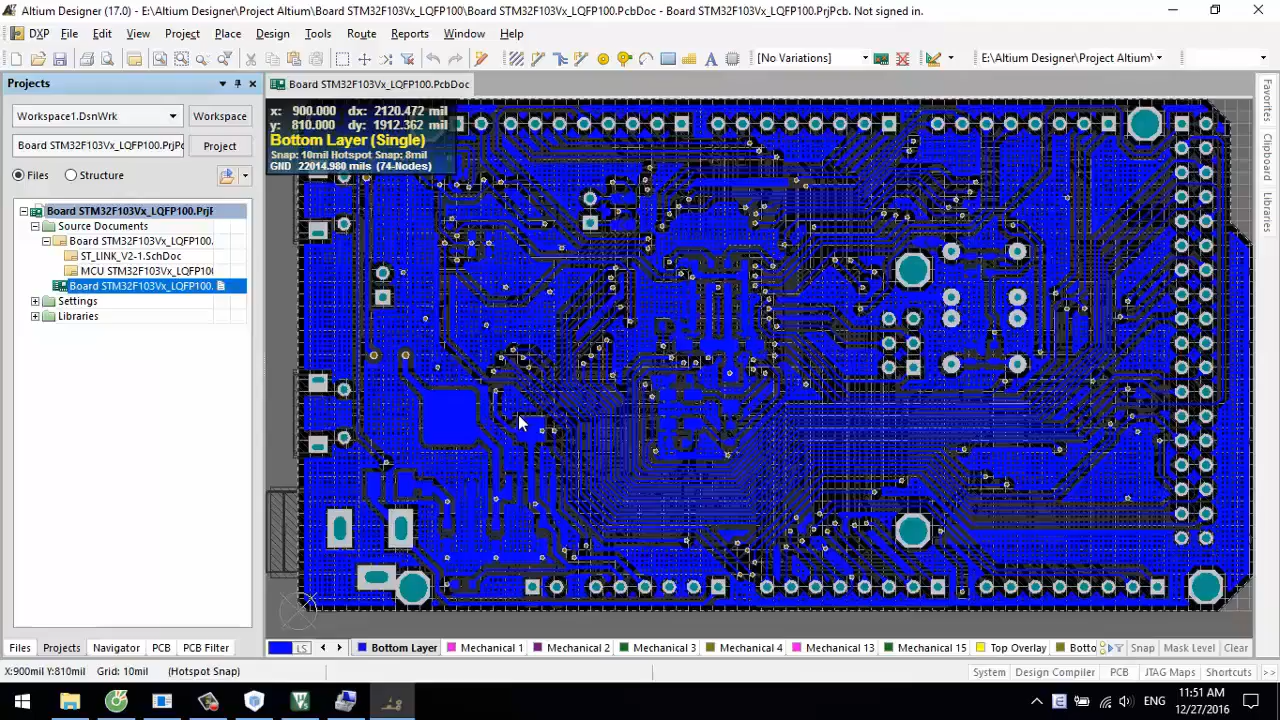 Altium Designer (17.0) - E:\Altium Designer\Project Altium\Board STM32F103Vx_LQFP100\Board STM32F103Vx_LQFP100.PcbDoc - Board STM32F103Vx_LQFP100.PrjPcb. Not signed in.
DXP File Edit View Project Place Design Tools Route Reports Window Help
[No Variations]
E:\Altium Designer\Project Altium\
Projects
Board STM32F103Vx_LQFP100.PcbDoc
Workspace1.DsnWrk Workspace
Board STM32F103Vx_LQFP100.PrjPc Project
Files Structure
Board STM32F103Vx_LQFP100.PrjP
Source Documents
Board STM32F103Vx_LQFP100.
ST_LINK_V2-1.SchDoc
MCU STM32F103Vx_LQFP100
Board STM32F103Vx_LQFP100.
Settings
Libraries
x: 900.000 dx: 2120.472 mil
y: 810.000 dy: 1912.362 mil
Bottom Layer (Single)
Snap: 10mil Hotspot Snap: 8mil
GND 22014.980 mils (74-Nodes)
Favorites
Clipboard
Libraries
Files Projects Navigator PCB PCB Filter
LS Bottom Layer Mechanical 1 Mechanical 2 Mechanical 3 Mechanical 4 Mechanical 13 Mechanical 15 Top Overlay Botto Snap Mask Level Clear
X:900mil Y:810mil Grid: 10mil (Hotspot Snap)
System Design Compiler PCB JTAG Maps Shortcuts >>
ENG
11:51 AM
12/27/2016